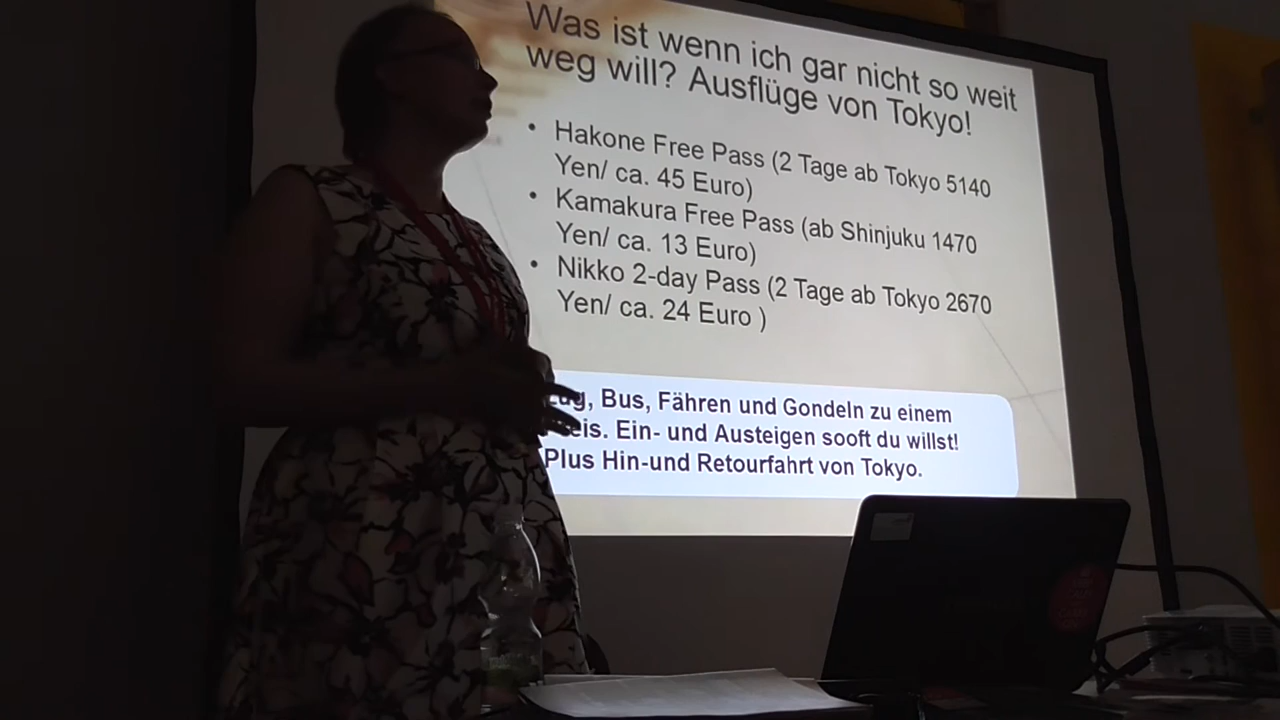 Was ist wenn ich gar nicht so weit
weg will? Ausflüge von Tokyo!
• Hakone Free Pass (2 Tage ab Tokyo 5140
Yen/ ca. 45 Euro)
• Kamakura Free Pass (ab Shinjuku 1470
Yen/ ca. 13 Euro)
• Nikko 2-day Pass (2 Tage ab Tokyo 2670
Yen/ ca. 24 Euro )
Zug, Bus, Fähren und Gondeln zu einem
Preis. Ein- und Austeigen sooft du willst!
Plus Hin-und Retourfahrt von Tokyo.